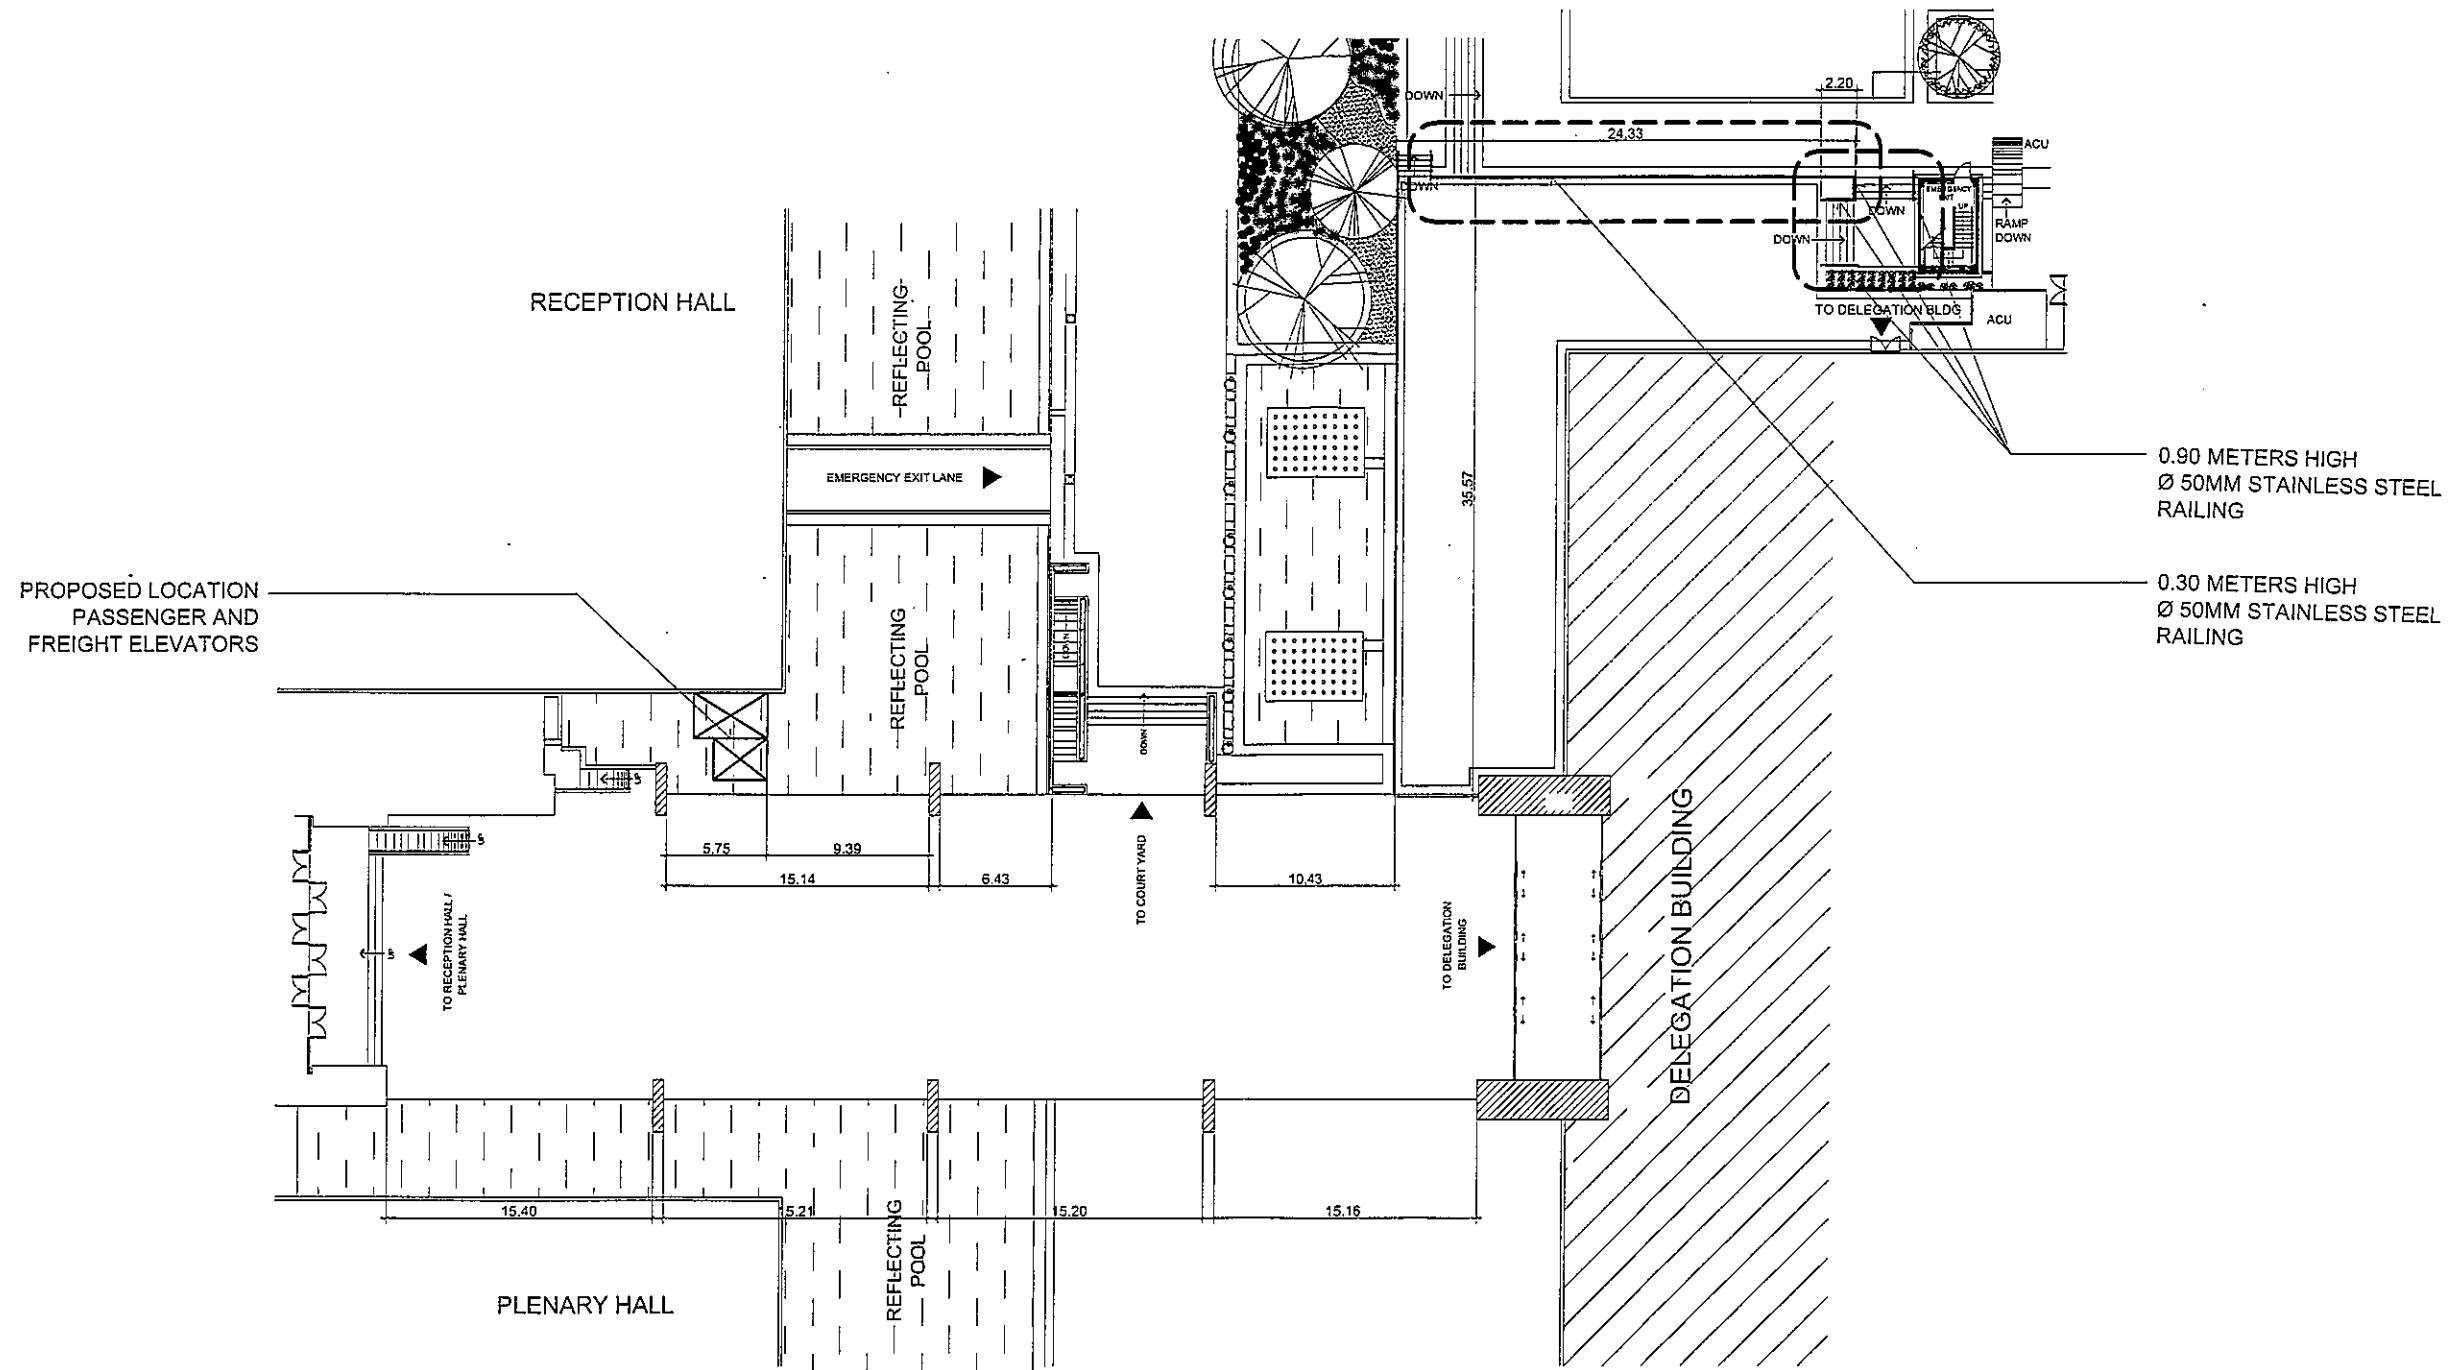 2.20
DOWN
24.33
ACU
DOWN
EMERGENCY
UP
DOWN
RAMP
DOWN
DOWN
TO DELEGATION BLDG
ACU
RECEPTION HALL
REFLECTING
POOL
EMERGENCY EXIT LANE
35.57
0.90 METERS HIGH
Ø 50MM STAINLESS STEEL
RAILING
PROPOSED LOCATION
PASSENGER AND
FREIGHT ELEVATORS
0.30 METERS HIGH
Ø 50MM STAINLESS STEEL
RAILING
REFLECTING
POOL
DOWN
DOWN
5.75
9.39
15.14
6.43
10.43
TO COURT YARD
TO RECEPTION HALL /
PLENARY HALL
TO DELEGATION
BUILDING
DELEGATION BUILDING
15.40
5.21
15.20
15.16
REFLECTING
POOL
PLENARY HALL